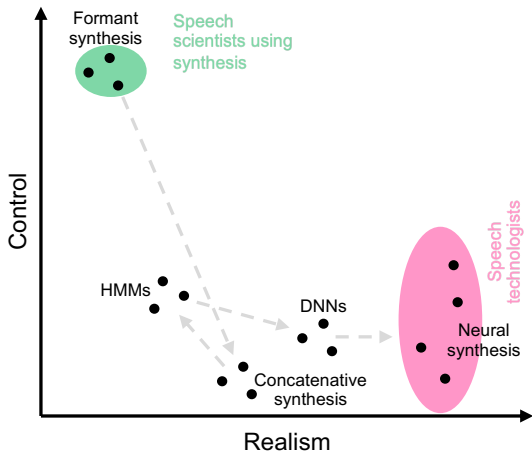 Formant
synthesis
Speech
scientists using
synthesis
Control
HMMs
DNNs
Concatenative
synthesis
Speech
technologists
Neural
synthesis
Realism